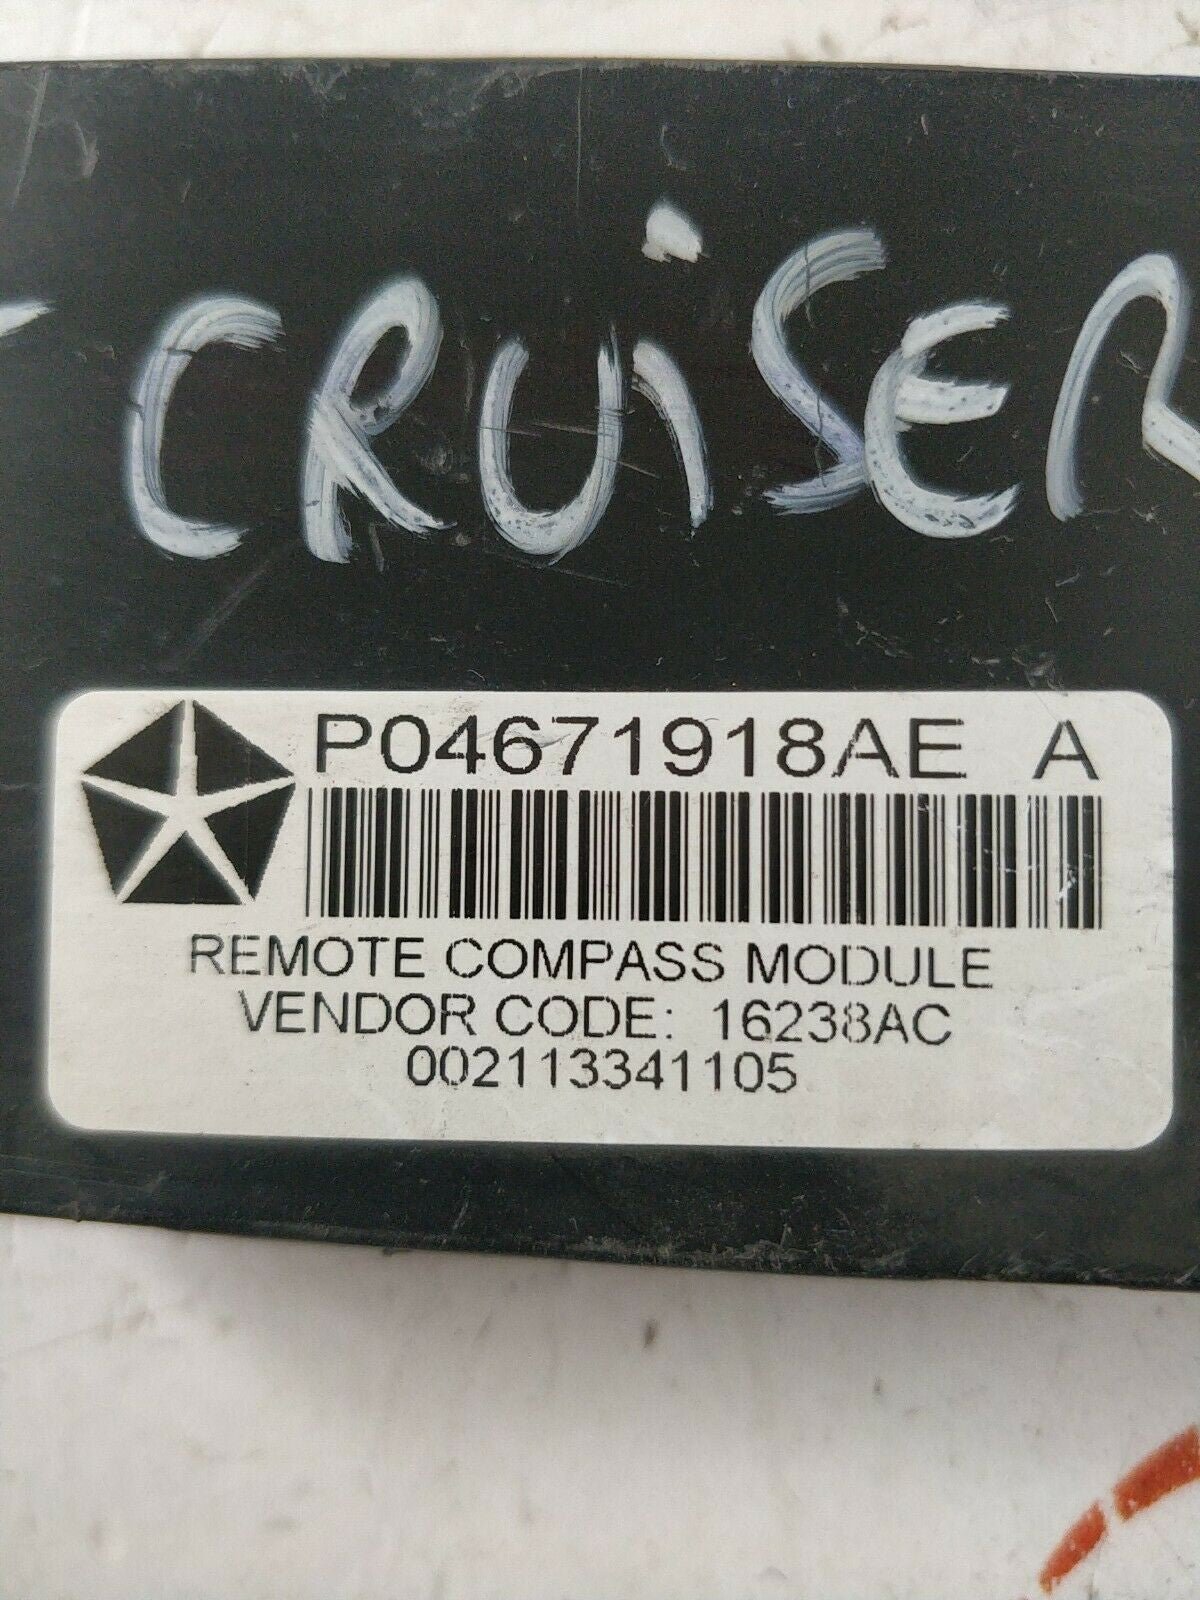 CRUiSER
P04671918AE A
REMOTE COMPASS MODULE
VENDOR CODE: 16238AC
002113341105